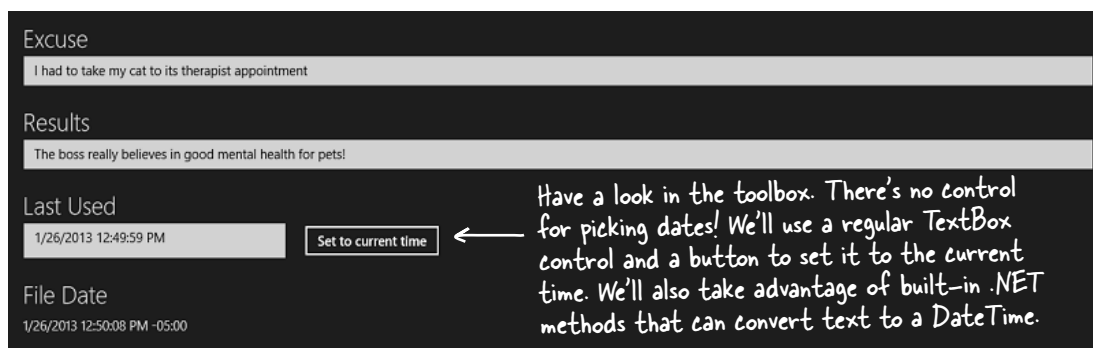 Excuse
I had to take my cat to its therapist appointment
Results
The boss really believes in good mental health for pets!
Last Used
1/26/2013 12:49:59 PM
Set to current time
Have a look in the toolbox. There's no control
for picking dates! We'll use a regular TextBox
control and a button to set it to the current
time. We'll also take advantage of built-in .NET
methods that can convert text to a DateTime.
File Date
1/26/2013 12:50:08 PM -05:00